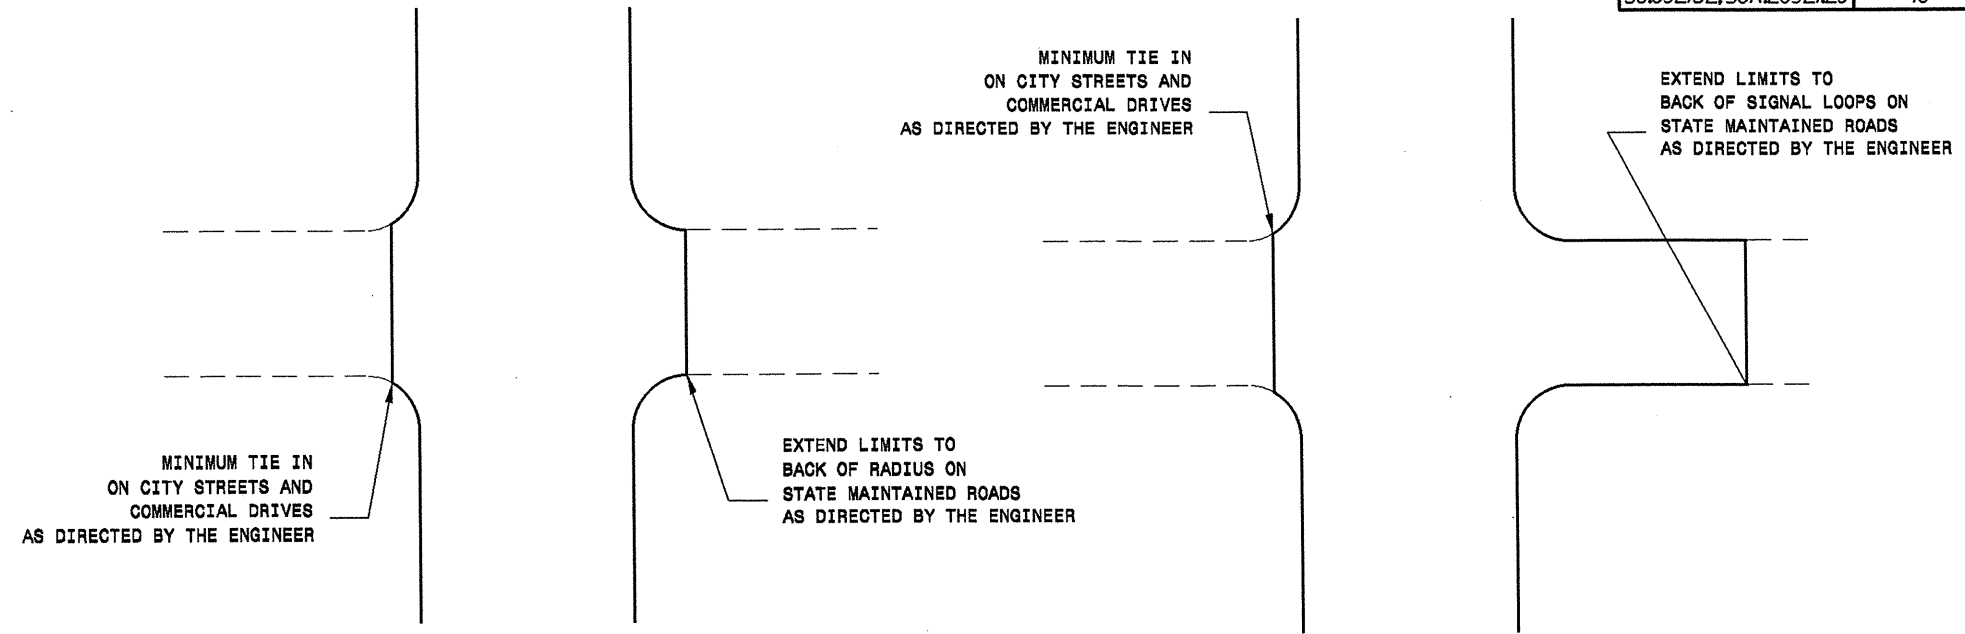 MINIMUM TIE IN
ON CITY STREETS AND
COMMERCIAL DRIVES
AS DIRECTED BY THE ENGINEER
EXTEND LIMITS TO
BACK OF SIGNAL LOOPS ON
STATE MAINTAINED ROADS
AS DIRECTED BY THE ENGINEER
MINIMUM TIE IN
ON CITY STREETS AND
COMMERCIAL DRIVES
AS DIRECTED BY THE ENGINEER
EXTEND LIMITS TO
BACK OF RADIUS ON
STATE MAINTAINED ROADS
AS DIRECTED BY THE ENGINEER